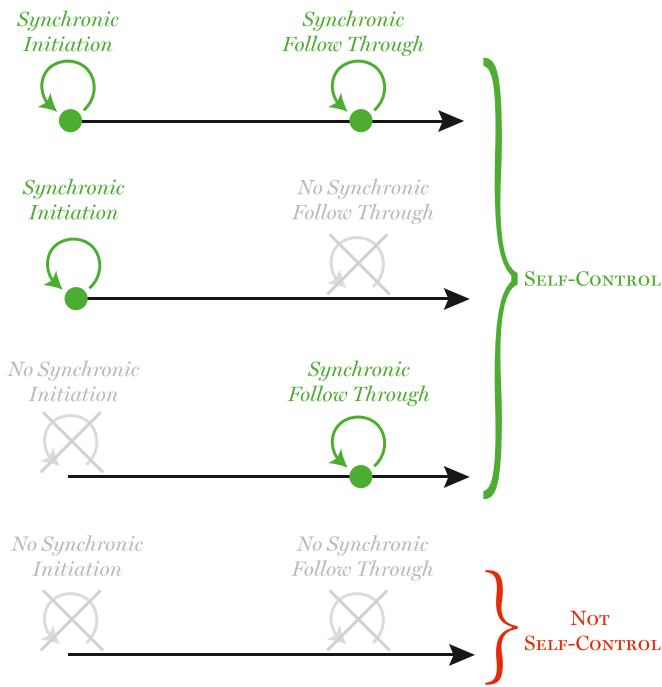 Synchronic
Initiation
Synchronic
Follow Through
Synchronic
Initiation
No Synchronic
Follow Through
Self-Control
No Synchronic
Initiation
Synchronic
Follow Through
No Synchronic
Initiation
No Synchronic
Follow Through
Not
Self-Control